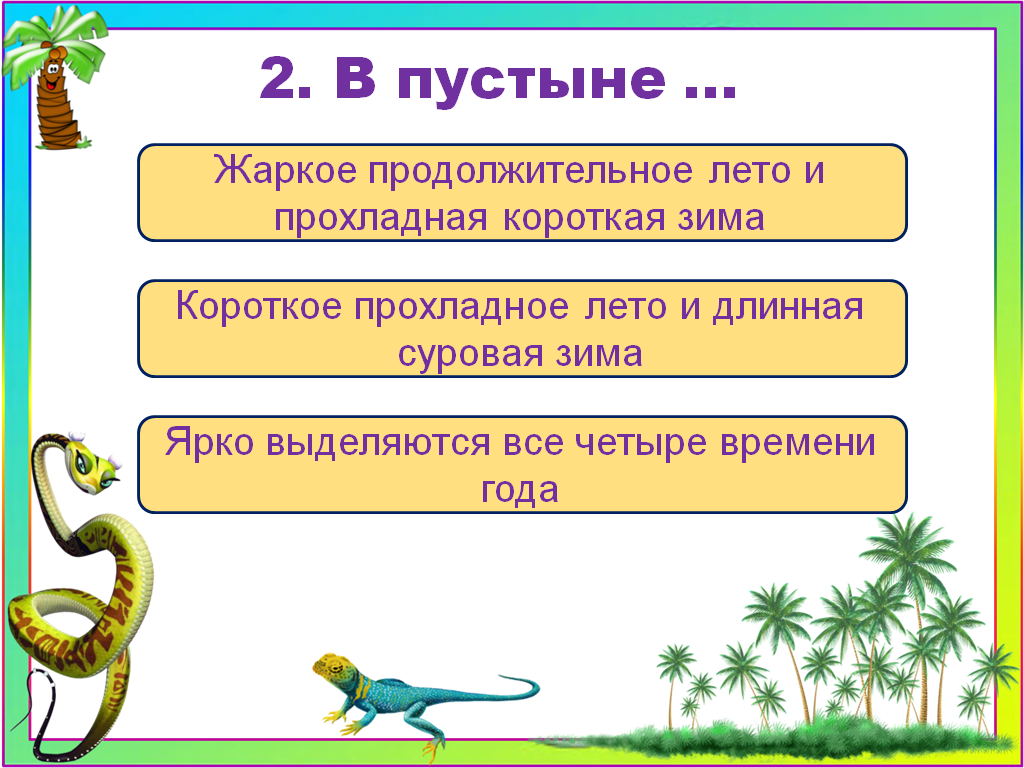 2. В пустыне ...
Жаркое продолжительное лето и
прохладная короткая зима
Короткое прохладное лето и длинная
суровая зима
Ярко выделяются все четыре времени
года